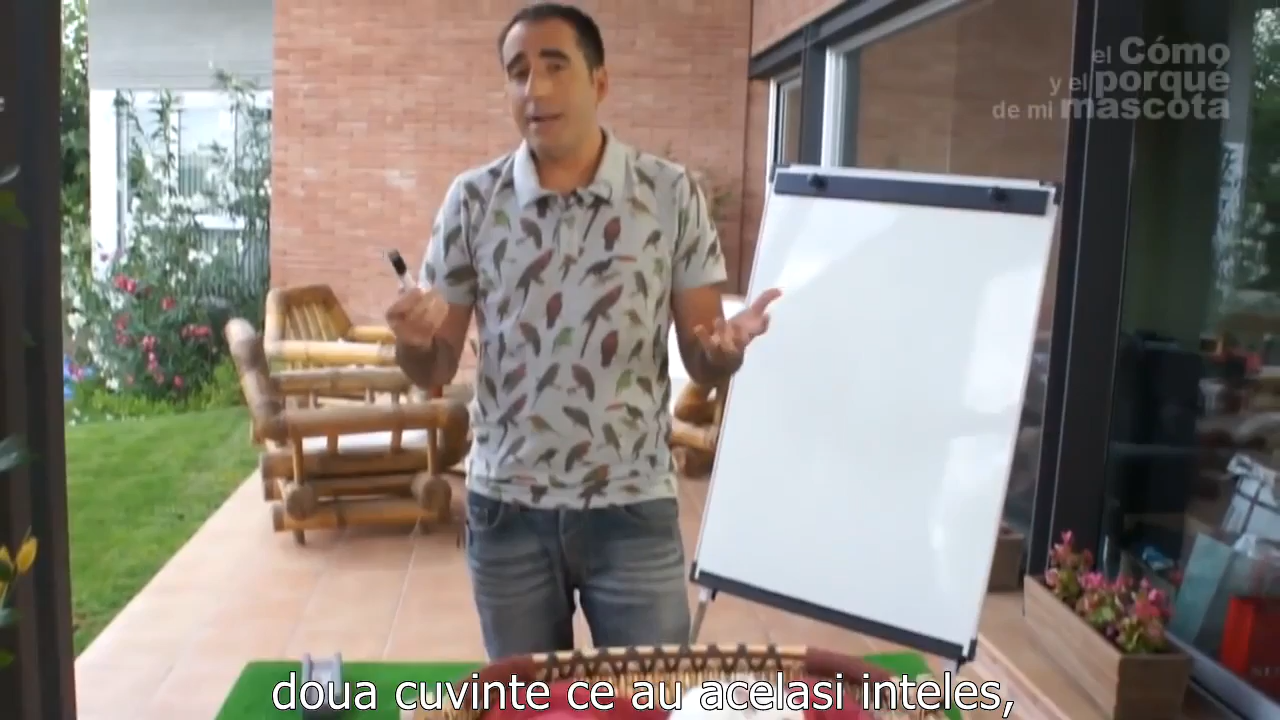 el Cómo
y el porqué
de mi mascota
doua cuvinte ce au acelasi inteles,